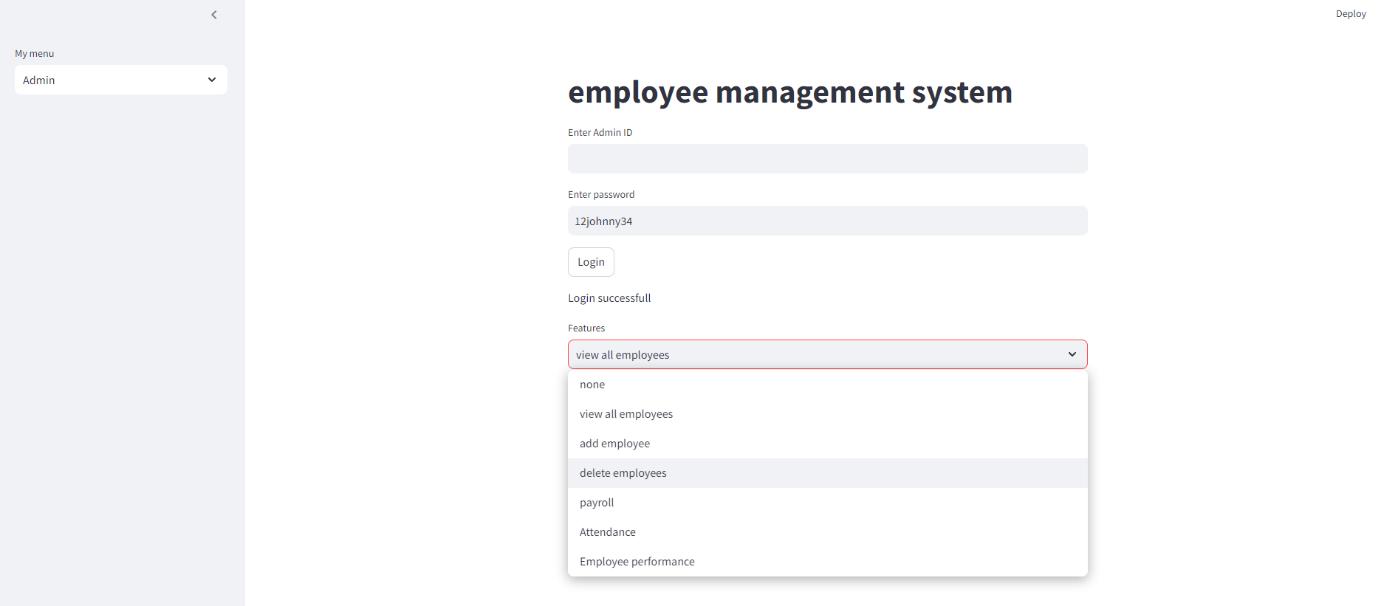 Deploy
My menu
Admin
employee management system
Enter Admin ID
Enter password
12johnny34
Login
Login successfull
Features
view all employees
none
view all employees
add employee
delete employees
payroll
Attendance
Employee performance